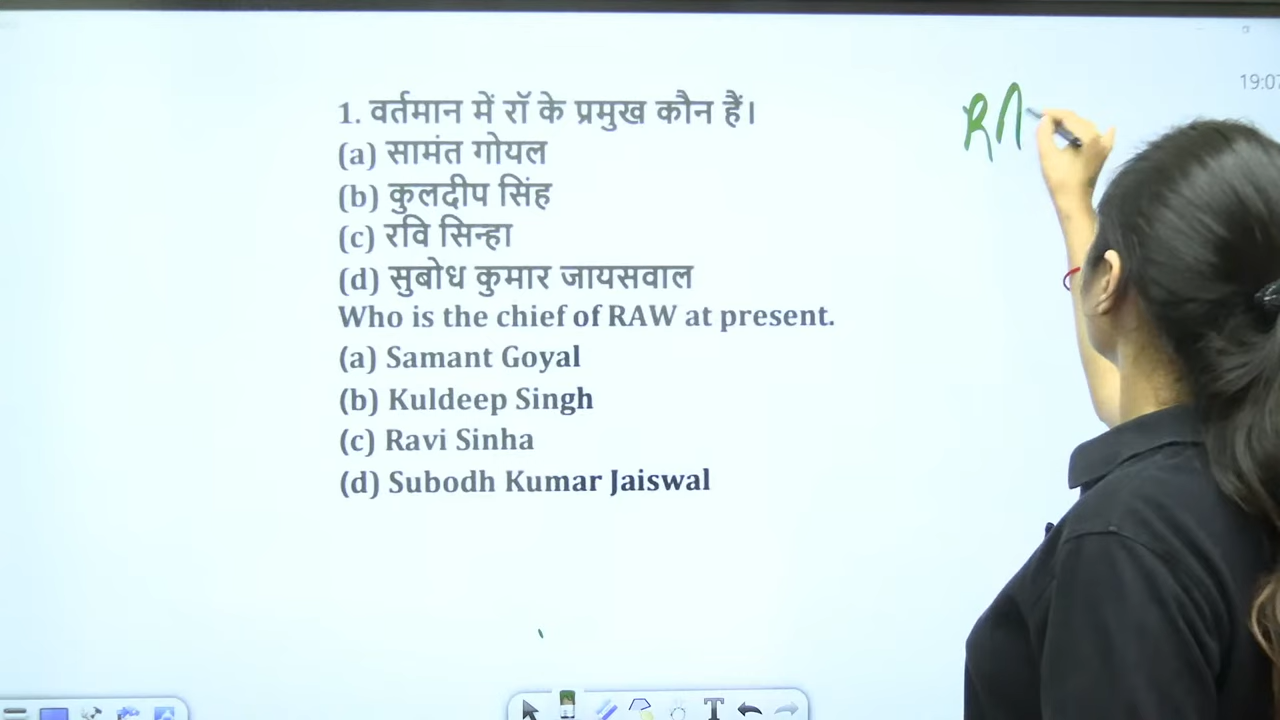 19:07
RA
1. वर्तमान में रॉ के प्रमुख कौन हैं।
(a) सामंत गोयल
(b) कुलदीप सिंह
(c) रवि सिन्हा
(d) सुबोध कुमार जायसवाल
Who is the chief of RAW at present.
(a) Samant Goyal
(b) Kuldeep Singh
(c) Ravi Sinha
(d) Subodh Kumar Jaiswal
T